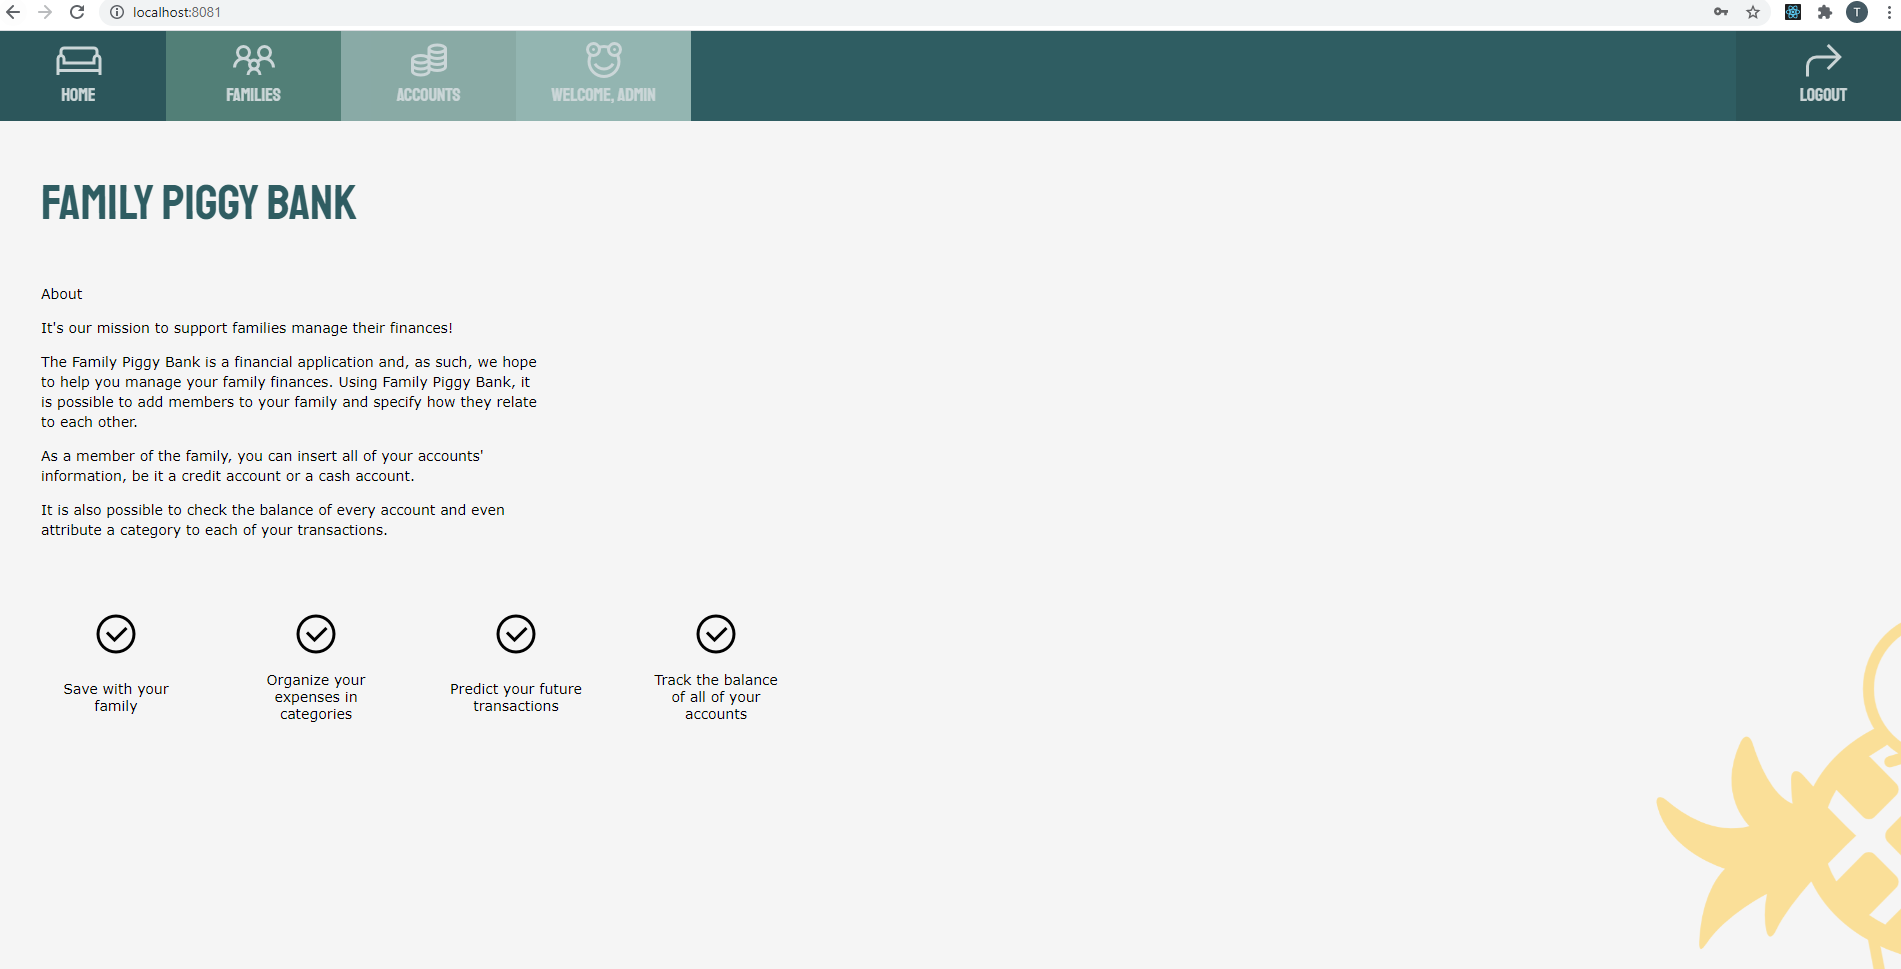 localhost:8081
T
HOME
FAMILIES
ACCOUNTS
WELCOME, ADMIN
LOGOUT
FAMILY PIGGY BANK
About
It's our mission to support families manage their finances!
The Family Piggy Bank is a financial application and, as such, we hope
to help you manage your family finances. Using Family Piggy Bank, it
is possible to add members to your family and specify how they relate
to each other.
As a member of the family, you can insert all of your accounts'
information, be it a credit account or a cash account.
It is also possible to check the balance of every account and even
attribute a category to each of your transactions.
Save with your
family
Organize your
expenses in
categories
Predict your future
transactions
Track the balance
of all of your
accounts